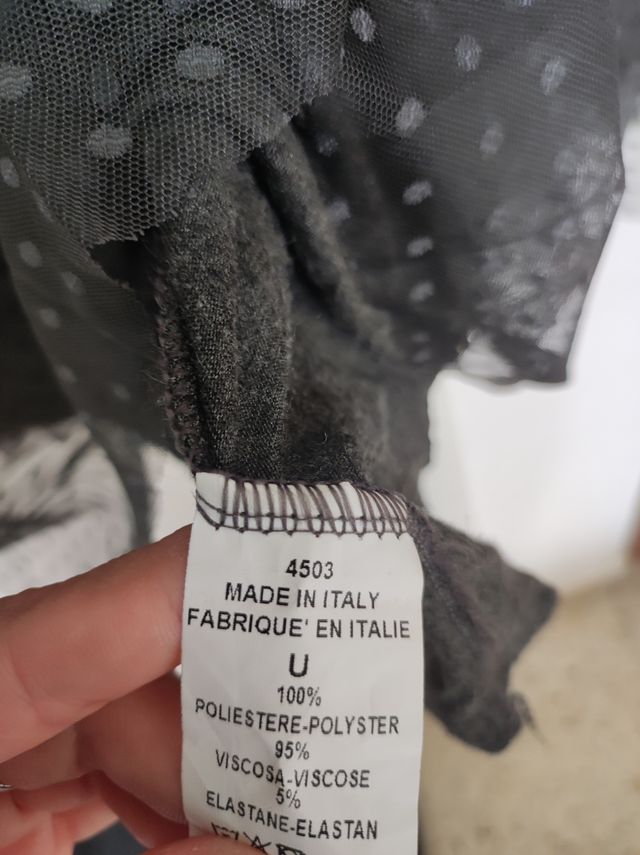 4503
MADE IN ITALY
FABRIQUE' EN ITALIE
U
100%
POLIESTERE-POLYSTER
95%
VISCOSA-VISCOSE
5%
ELASTANE-ELASTAN